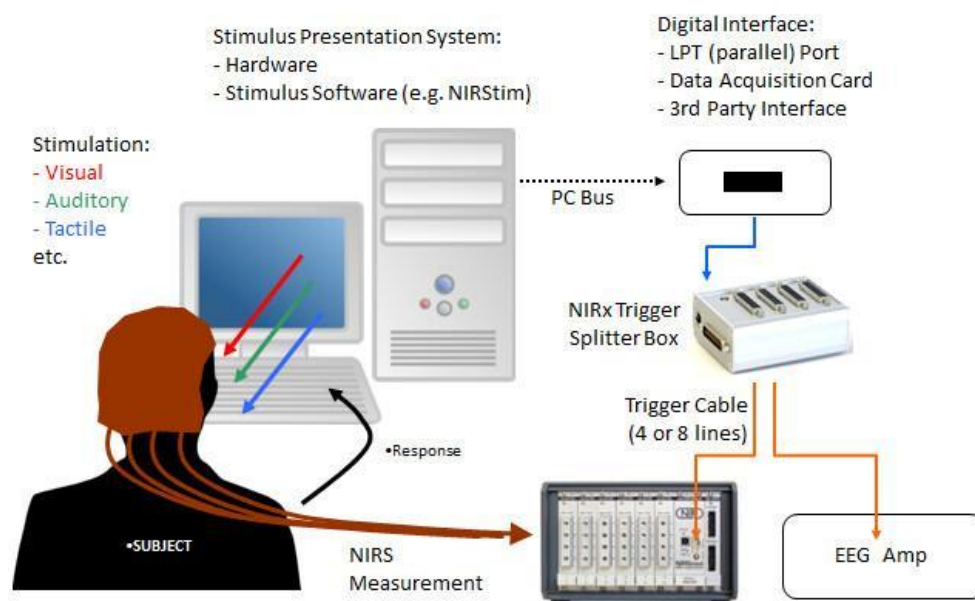 Stimulus Presentation System:
- Hardware
- Stimulus Software (e.g. NIRStim)
Digital Interface:
- LPT (parallel) Port
- Data Acquisition Card
- 3rd Party Interface
Stimulation:
- Visual
- Auditory
- Tactile
etc.
PC Bus
NIRx Trigger
Splitter Box
Trigger Cable
(4 or 8 lines)
•Response
•SUBJECT
NIRS
Measurement
EEG Amp